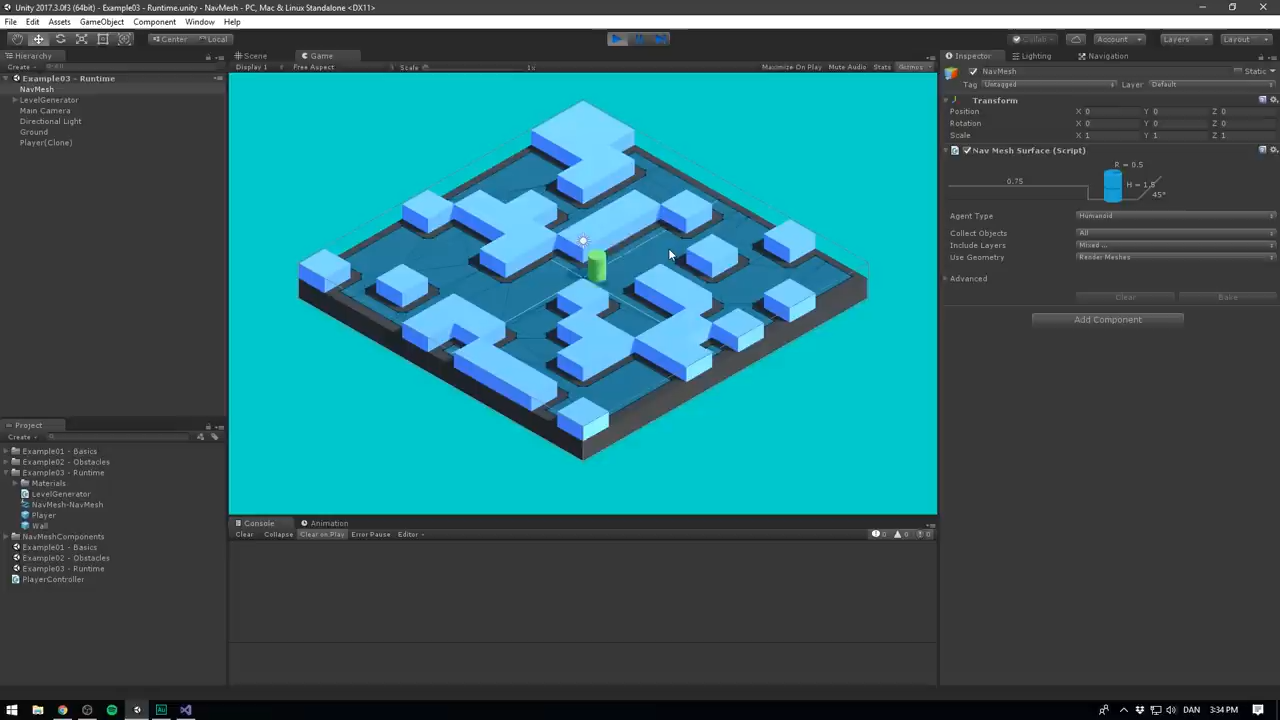 Unity 2017.3.0f3 (64bit) - Example03 - Runtime.unity - NavMesh - PC, Mac & Linux Standalone <DX11>
File Edit Assets GameObject Component Window Help
Center Local Collab Account Layers Layout
Hierarchy Scene Game Inspector Lighting Navigation
Create All
Display 1 Free Aspect Scale 1x Maximize On Play Mute Audio Stats Gizmos
Example03 - Runtime
NavMesh
LevelGenerator
Main Camera
Directional Light
Ground
Player(Clone)
NavMesh Static
Tag Untagged Layer Default
Transform
Position X 0 Y 0 Z 0
Rotation X 0 Y 0 Z 0
Scale X 1 Y 1 Z 1
Nav Mesh Surface (Script)
R = 0.5
0.75
H = 1.5
45°
Agent Type Humanoid
Collect Objects All
Include Layers Mixed ...
Use Geometry Render Meshes
Advanced
Clear Bake
Add Component
Project
Create
Example01 - Basics
Example02 - Obstacles
Example03 - Runtime
Materials
LevelGenerator
NavMesh-NavMesh
Player
Wall
NavMeshComponents
Example01 - Basics
Example02 - Obstacles
Example03 - Runtime
PlayerController
Console Animation
Clear Collapse Clear on Play Error Pause Editor 0 0 0
DAN 3:34 PM